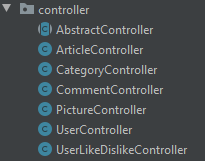 controller
AbstractController
ArticleController
CategoryController
CommentController
PictureController
UserController
UserLikeDislikeController